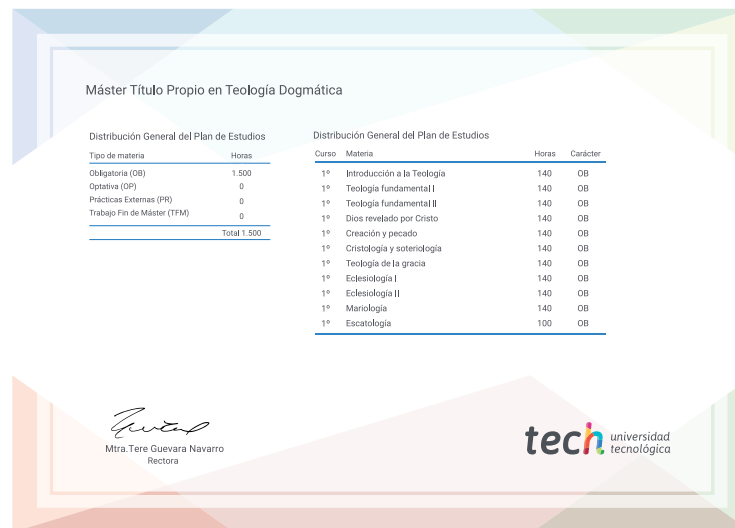 Máster Título Propio en Teología Dogmática
Distribución General del Plan de Estudios
Tipo de materia Horas
Obligatoria (OB) 1.500
Optativa (OP) 0
Prácticas Externas (PR) 0
Trabajo Fin de Máster (TFM) 0
Total 1.500
Distribución General del Plan de Estudios
Curso Materia Horas Carácter
1º Introducción a la Teología 140 OB
1º Teología fundamental I 140 OB
1º Teología fundamental II 140 OB
1º Dios revelado por Cristo 140 OB
1º Creación y pecado 140 OB
1º Cristología y soteriología 140 OB
1º Teología de la gracia 140 OB
1º Eclesiología I 140 OB
1º Eclesiología II 140 OB
1º Mariología 140 OB
1º Escatología 100 OB
Mtra.Tere Guevara Navarro
Rectora
tech universidad
tecnológica